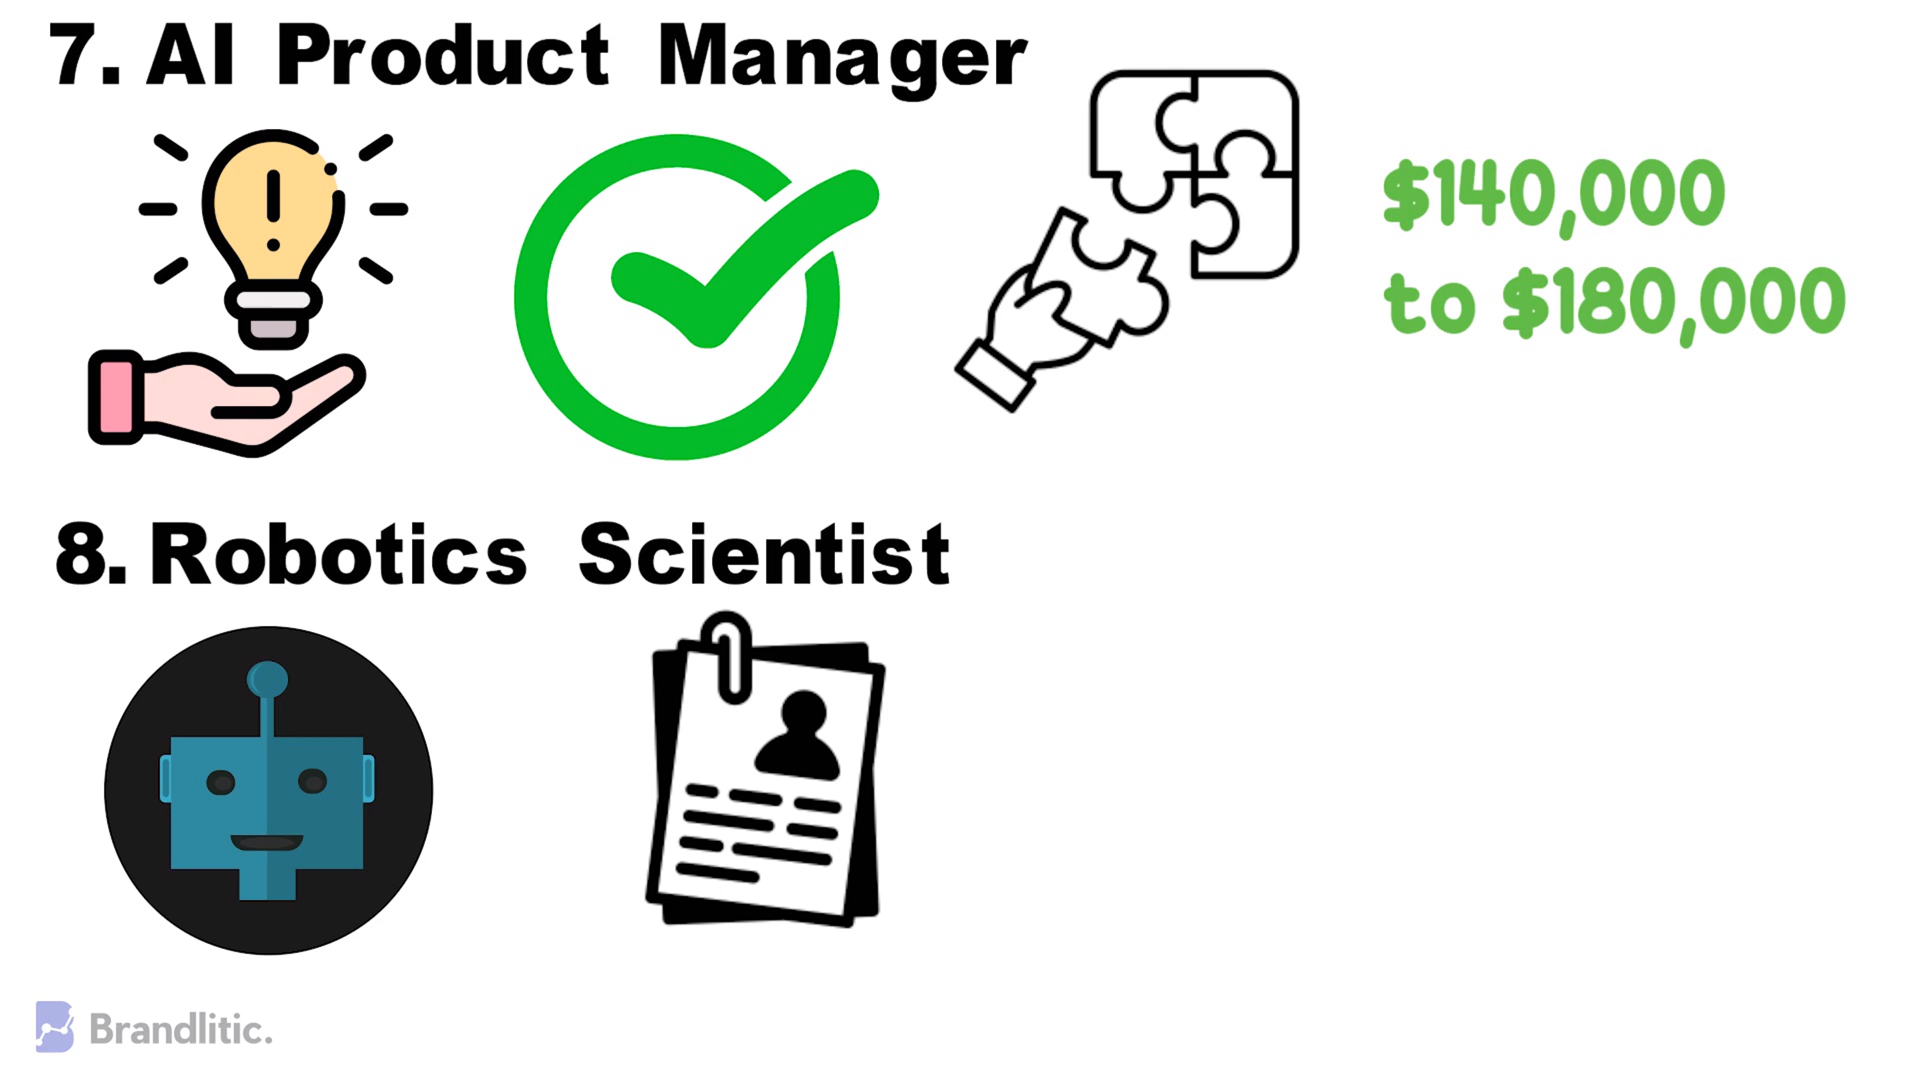 7. AI Product Manager
$140,000
to $180,000
8. Robotics Scientist
Brandlitic.